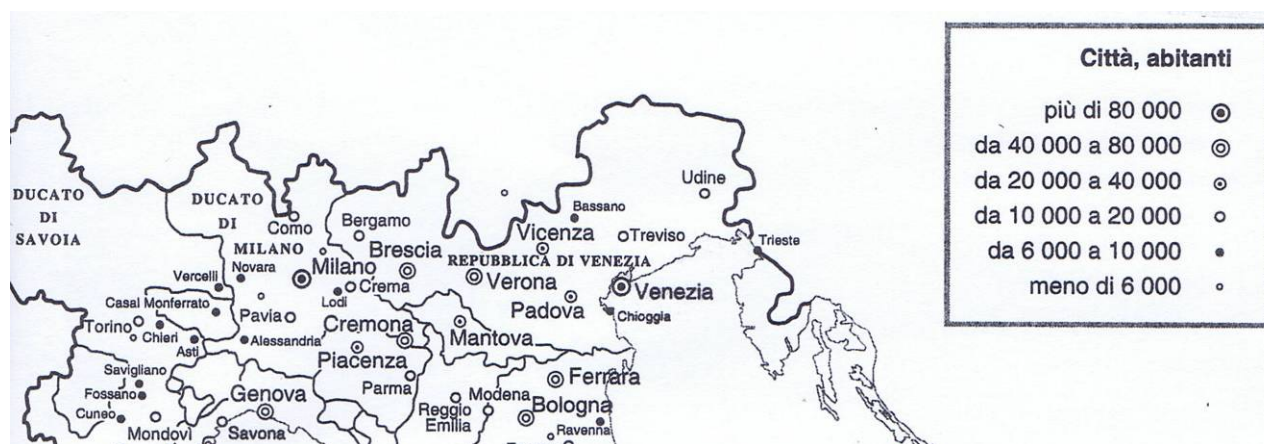 Città, abitanti
più di 80 000
da 40 000 a 80 000
da 20 000 a 40 000
da 10 000 a 20 000
da 6 000 a 10 000
meno di 6 000
DUCATO
DI
SAVOIA
DUCATO
DI
MILANO
Como
Bergamo
Brescia
Bassano
Vicenza
Udine
Treviso
Trieste
REPUBBLICA DI VENEZIA
Vercelli
Novara
Milano
Lodi
Crema
Verona
Padova
Venezia
Chioggia
Casal Monferrato
Torino
Chieri
Asti
Pavia
Alessandria
Cremona
Piacenza
Mantova
Parma
Savigliano
Fossano
Cuneo
Mondovì
Genova
Savona
Reggio
Emilia
Modena
Ferrara
Bologna
Ravenna